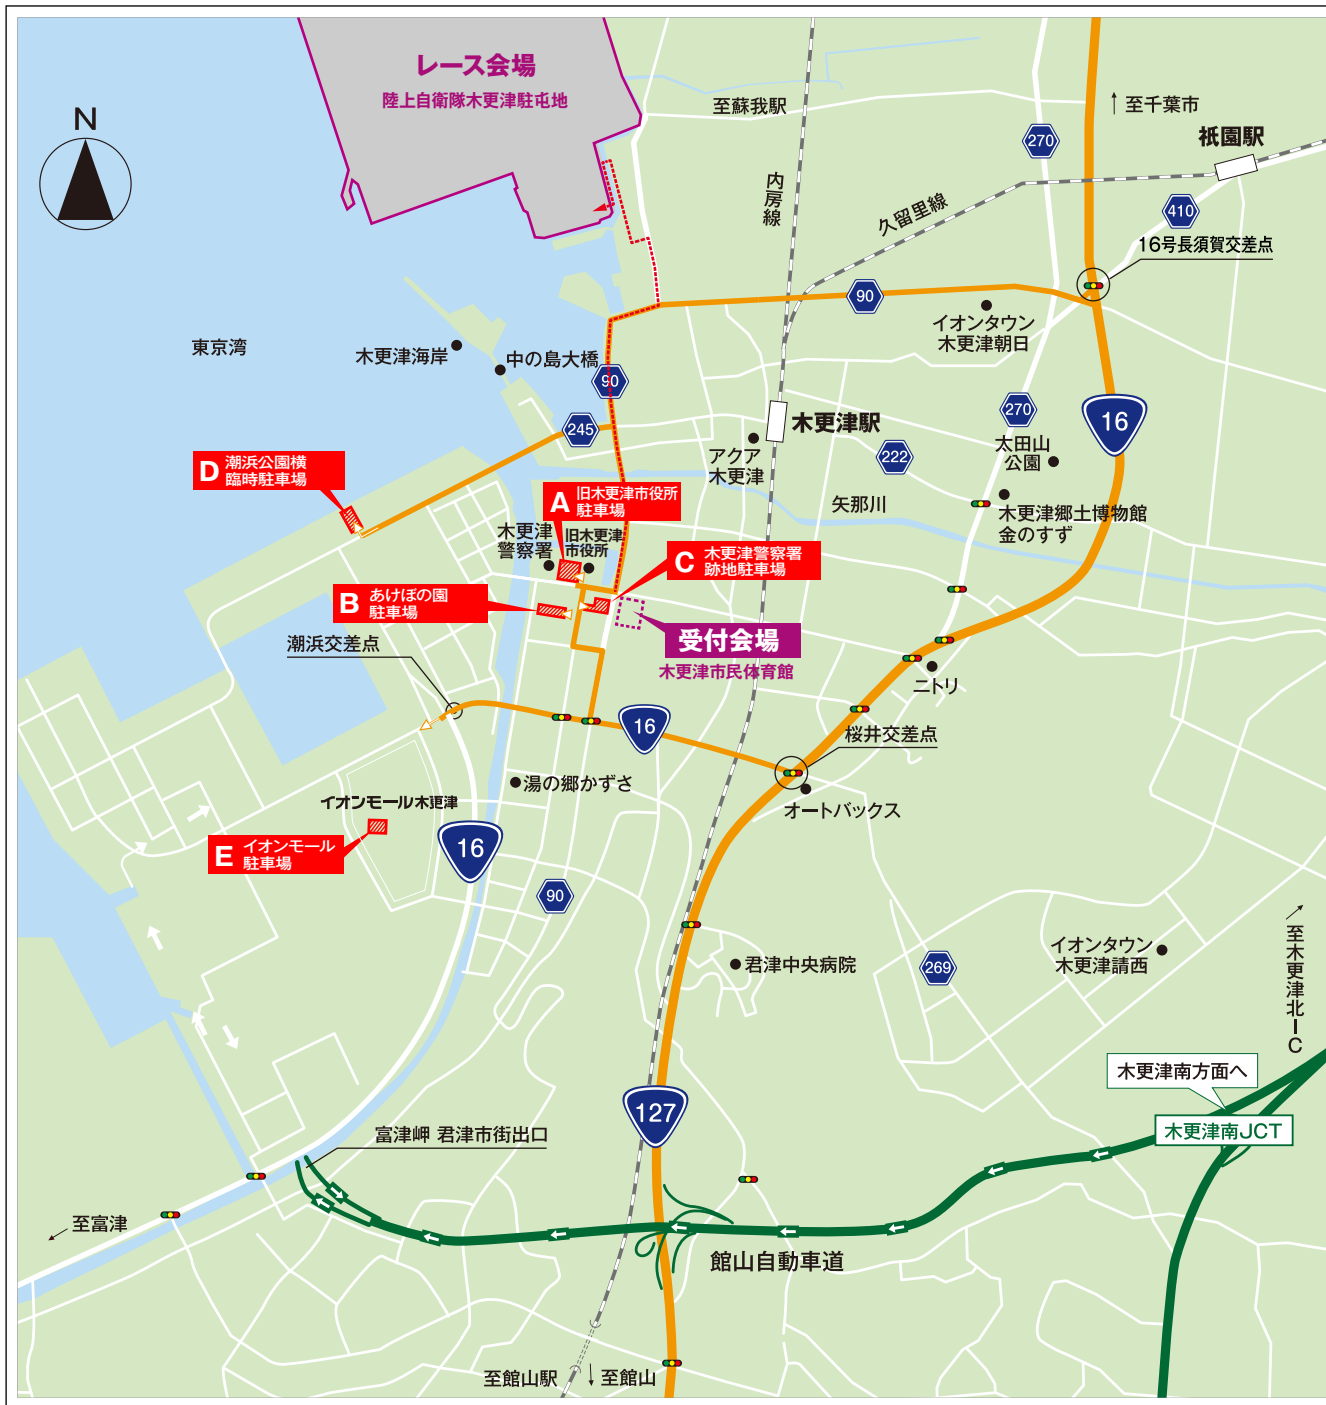 レース会場
陸上自衛隊木更津駐屯地
N
至蘇我駅
至千葉市
祇園駅
270
内房線
久留里線
410
16号長須賀交差点
90
イオンタウン
木更津朝日
東京湾
木更津海岸
中の島大橋
90
270
16
245
木更津駅
アクア
木更津
222
太田山
公園
D 潮浜公園横
臨時駐車場
A 旧木更津市役所
駐車場
矢那川
木更津郷土博物館
金のすず
木更津
警察署
旧木更津
市役所
C 木更津警察署
跡地駐車場
B あけぼの園
駐車場
受付会場
木更津市民体育館
潮浜交差点
ニトリ
16
桜井交差点
湯の郷かずさ
オートバックス
イオンモール木更津
E イオンモール
駐車場
16
90
君津中央病院
269
イオンタウン
木更津請西
至木更津北IC
木更津南方面へ
127
木更津南JCT
富津岬 君津市街出口
至富津
館山自動車道
至館山駅
至館山